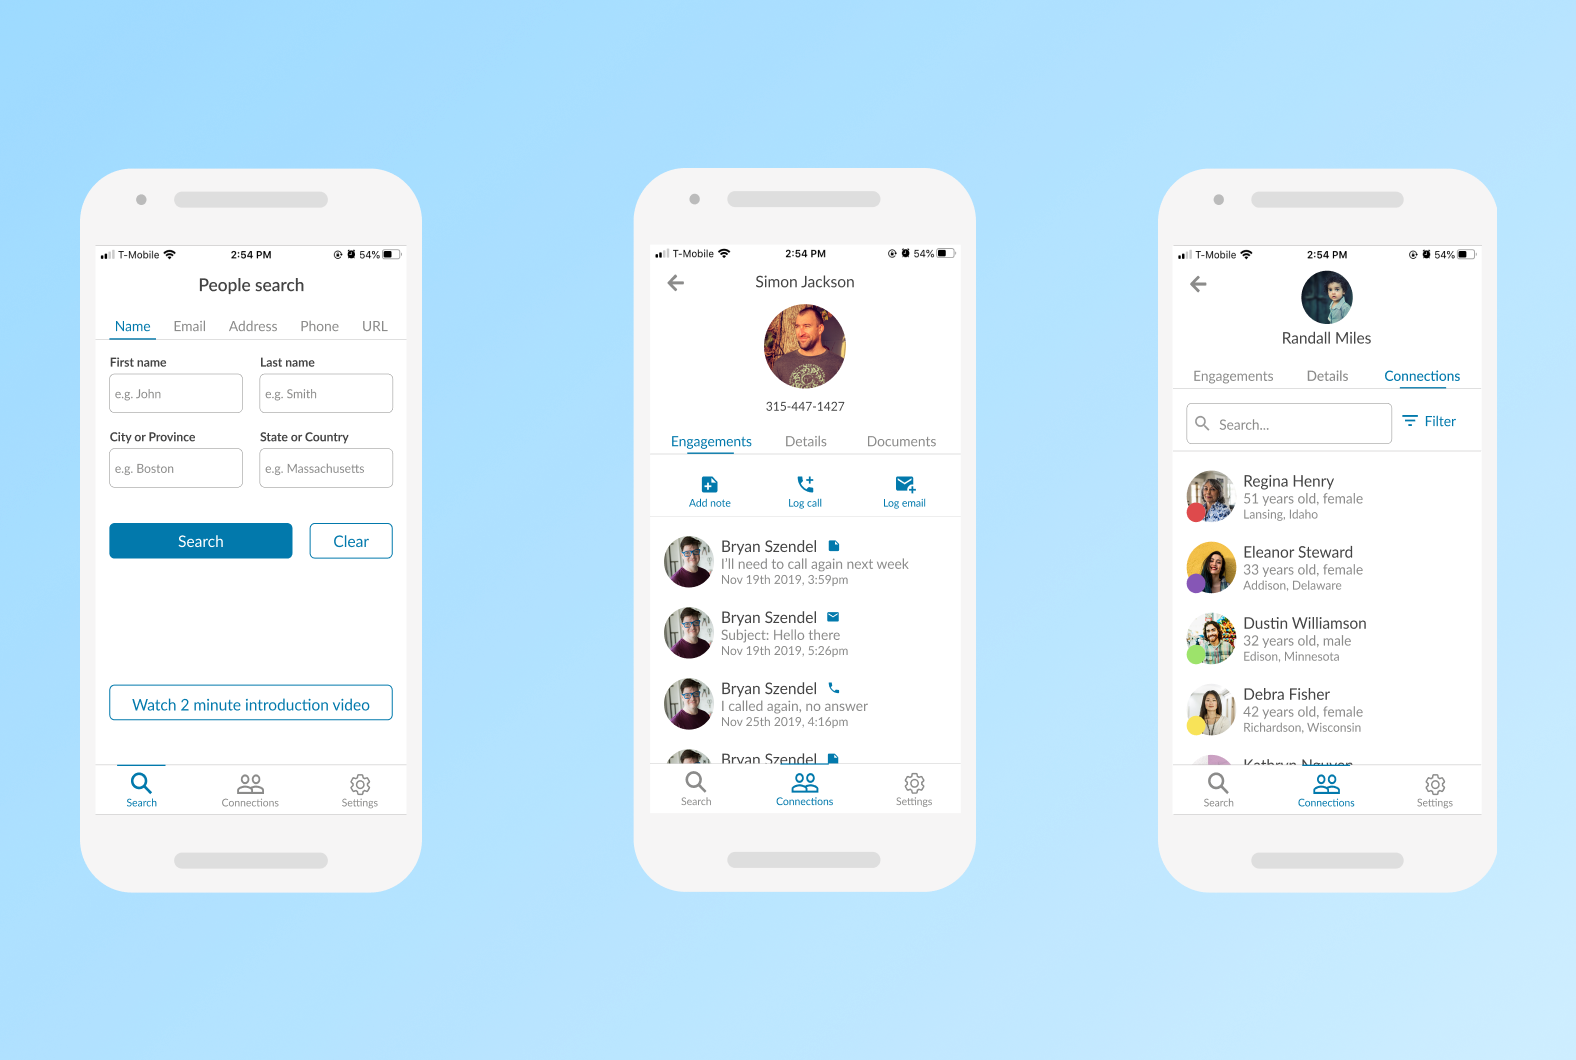 T-Mobile 2:54 PM 54%
People search
Name Email Address Phone URL
First name Last name
e.g. John e.g. Smith
City or Province State or Country
e.g. Boston e.g. Massachusetts
Search Clear
Watch 2 minute introduction video
Search Connections Settings
T-Mobile 2:54 PM 54%
Simon Jackson
315-447-1427
Engagements Details Documents
Add note Log call Log email
Bryan Szendel
I'll need to call again next week
Nov 19th 2019, 3:59pm
Bryan Szendel
Subject: Hello there
Nov 19th 2019, 5:26pm
Bryan Szendel
I called again, no answer
Nov 25th 2019, 4:16pm
Bryan Szendel
Search Connections Settings
T-Mobile 2:54 PM 54%
Randall Miles
Engagements Details Connections
Search... Filter
Regina Henry
51 years old, female
Lansing, Idaho
Eleanor Steward
33 years old, female
Addison, Delaware
Dustin Williamson
32 years old, male
Edison, Minnesota
Debra Fisher
42 years old, female
Richardson, Wisconsin
Kathryn Nguyen
Search Connections Settings